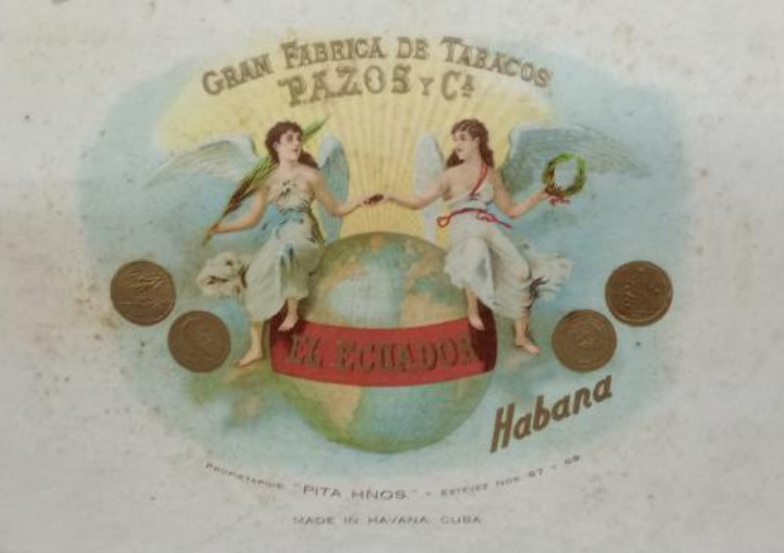 GRAN FABRICA DE TABACOS
PAZOS Y CA
EL ECUADOR
Habana
PROPIETARIOS "PITA HNOS." - ESTEVEZ NOS. 67 Y 69
MADE IN HAVANA, CUBA